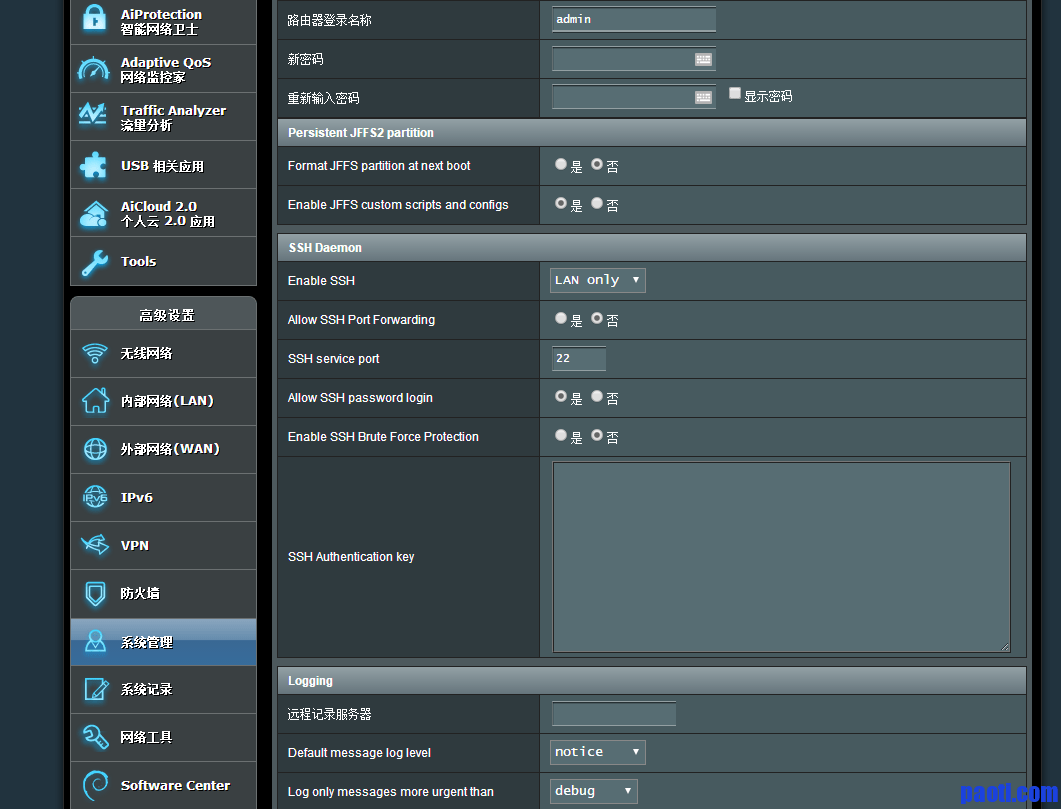 AiProtection
智能网络卫士
Adaptive QoS
网络监控家
Traffic Analyzer
流量分析
USB 相关应用
AiCloud 2.0
个人云 2.0 应用
Tools
高级设置
无线网络
内部网络(LAN)
外部网络(WAN)
IPv6
VPN
防火墙
系统管理
系统记录
网络工具
Software Center
路由器登录名称 admin
新密码
重新输入密码 显示密码
Persistent JFFS2 partition
Format JFFS partition at next boot 是 否
Enable JFFS custom scripts and configs 是 否
SSH Daemon
Enable SSH LAN only
Allow SSH Port Forwarding 是 否
SSH service port 22
Allow SSH password login 是 否
Enable SSH Brute Force Protection 是 否
SSH Authentication key
Logging
远程记录服务器
Default message log level notice
Log only messages more urgent than debug
paoti.com